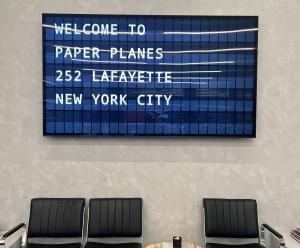 WELCOME TO
PAPER PLANES
252 LAFAYETTE
NEW YORK CITY